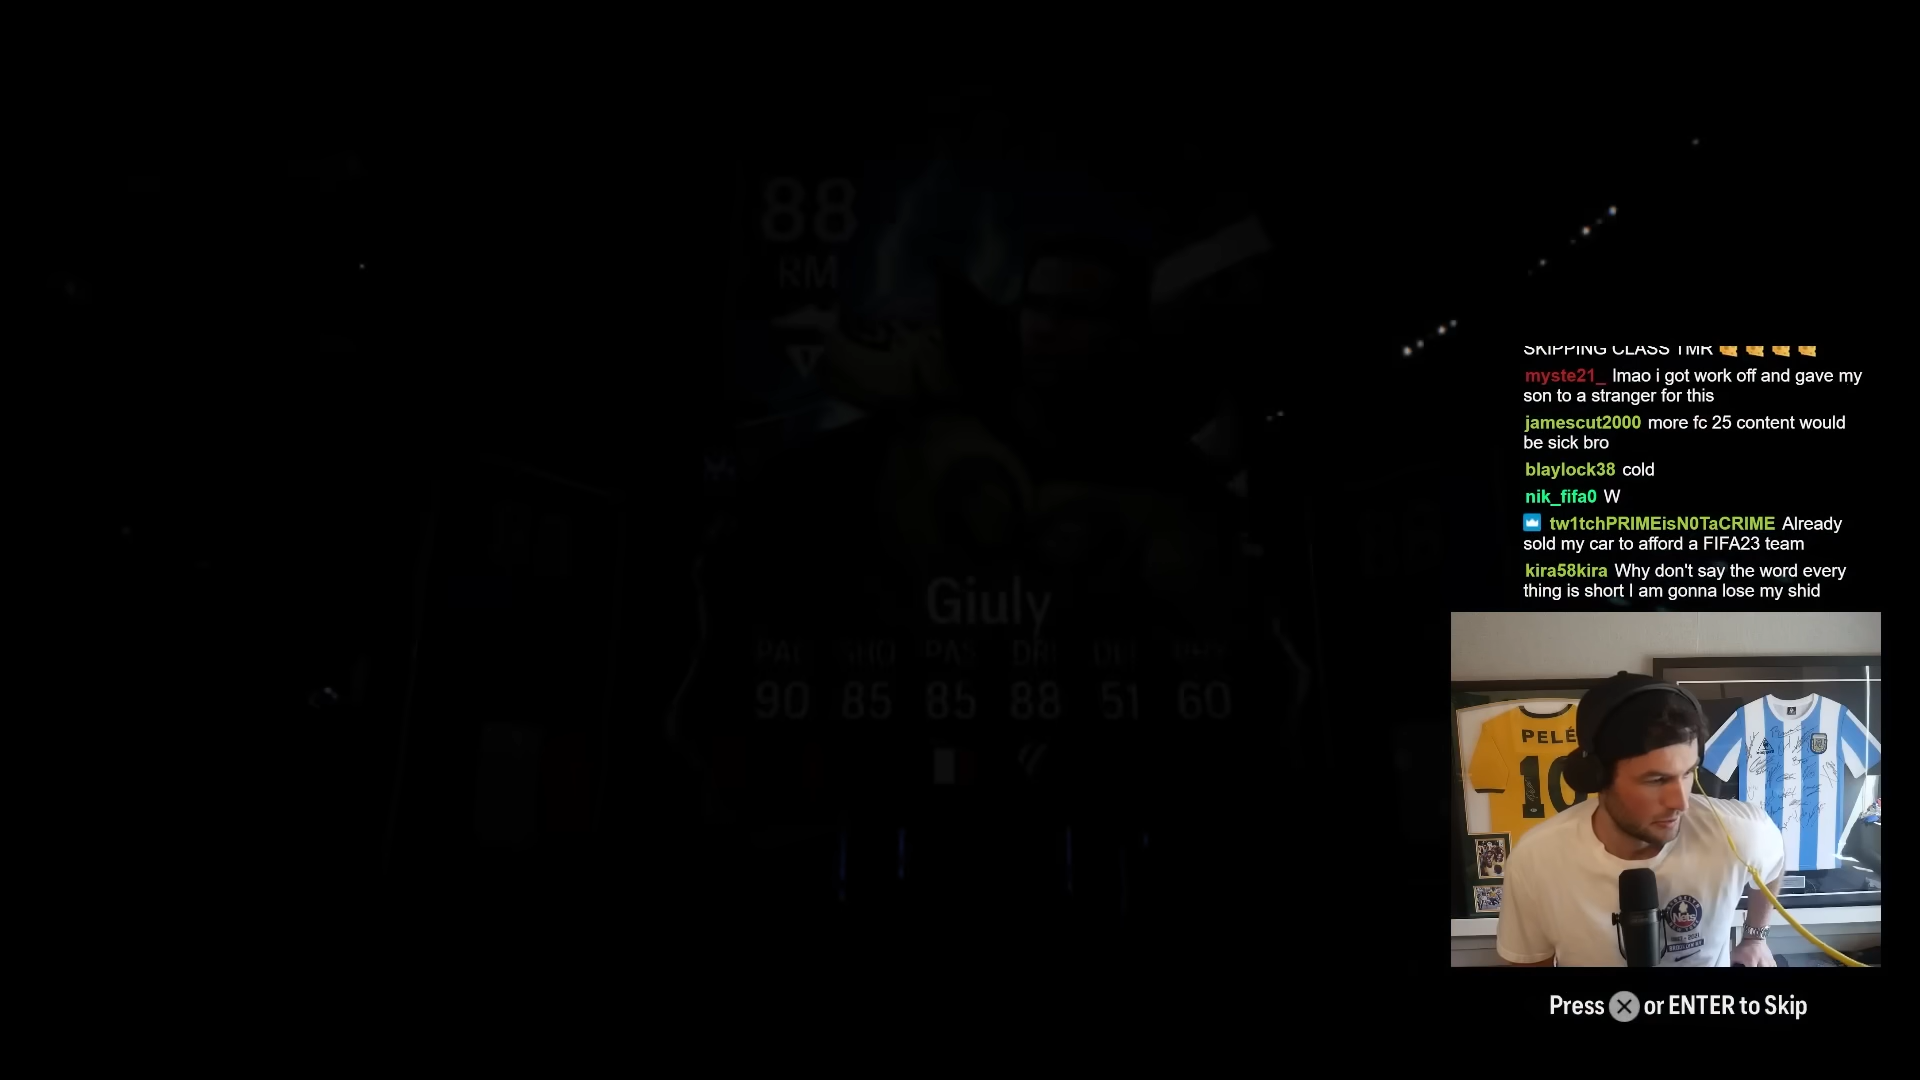 88
RM
Giuly
PAC SHO PAS DRI DEF PHY
90 85 85 88 51 60
SKIPPING CLASS TMR
myste21_ lmao i got work off and gave my
son to a stranger for this
jamescut2000 more fc 25 content would
be sick bro
blaylock38 cold
nik_fifa0 W
tw1tchPRIMEisN0TaCRIME Already
sold my car to afford a FIFA23 team
kira58kira Why don't say the word every
thing is short I am gonna lose my shid
PELÉ
10
Nets
Press X or ENTER to Skip